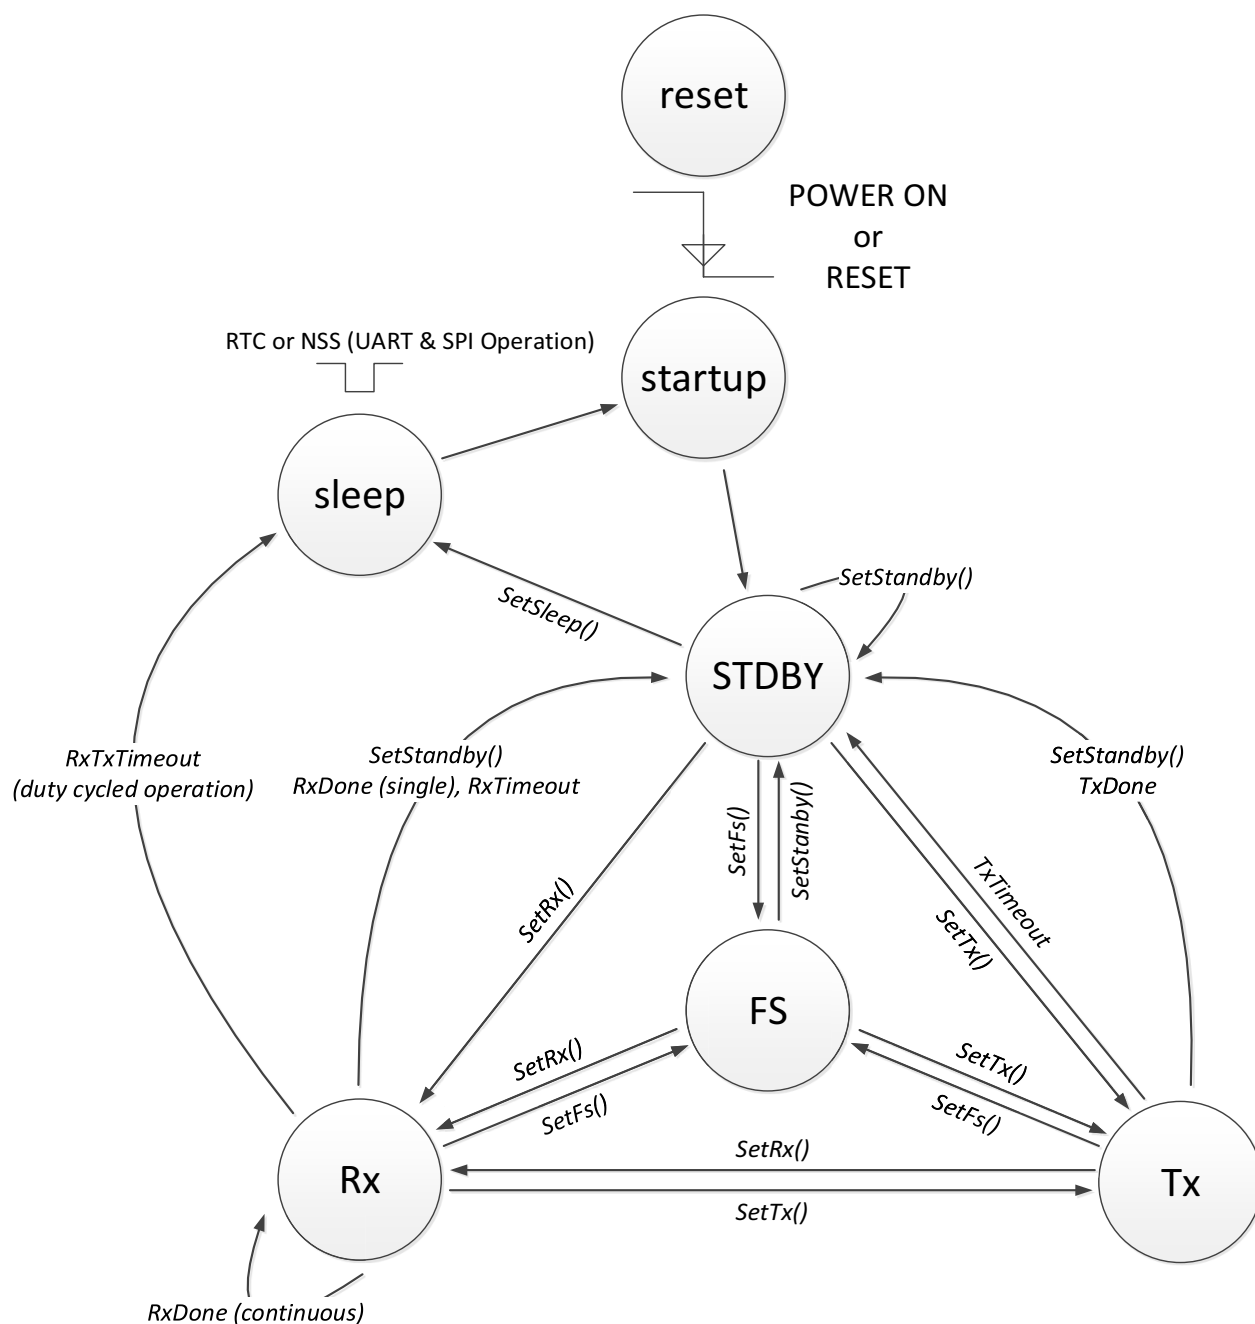 reset
POWER ON
or
RESET
RTC or NSS (UART & SPI Operation)
startup
sleep
SetStandby()
SetSleep()
STDBY
RxTxTimeout
(duty cycled operation)
SetStandby()
RxDone (single), RxTimeout
SetStandby()
TxDone
SetFs()
SetStanby()
SetRx()
TxTimeout
SetTx()
FS
SetRx()
SetFs()
SetTx()
SetFs()
SetRx()
Rx
Tx
SetTx()
RxDone (continuous)